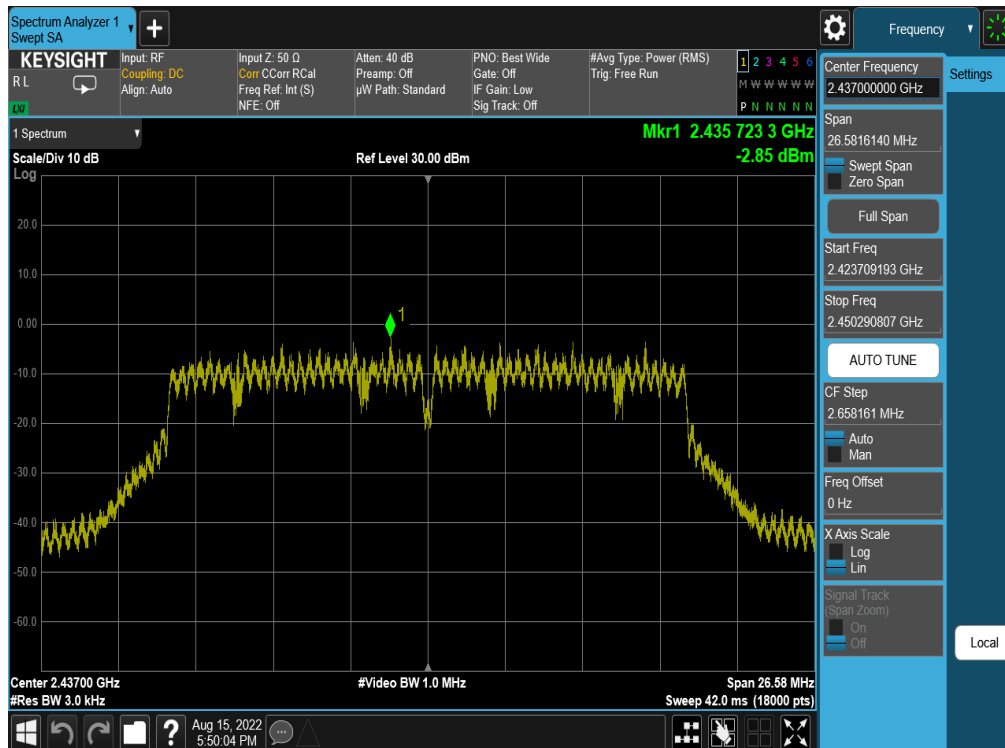 Spectrum Analyzer 1
Swept SA
Frequency
KEYSIGHT
R L
LXI
Input: RF
Coupling: DC
Align: Auto
Input Z: 50 Ω
Corr CCorr RCal
Freq Ref: Int (S)
NFE: Off
Atten: 40 dB
Preamp: Off
µW Path: Standard
PNO: Best Wide
Gate: Off
IF Gain: Low
Sig Track: Off
#Avg Type: Power (RMS)
Trig: Free Run
1 2 3 4 5 6
M W W W W W
P N N N N N
1 Spectrum
Scale/Div 10 dB
Log
Ref Level 30.00 dBm
Mkr1 2.435 723 3 GHz
-2.85 dBm
20.0
10.0
0.00
-10.0
-20.0
-30.0
-40.0
-50.0
-60.0
1
Center 2.43700 GHz
#Res BW 3.0 kHz
#Video BW 1.0 MHz
Span 26.58 MHz
Sweep 42.0 ms (18000 pts)
Center Frequency
2.437000000 GHz
Span
26.5816140 MHz
Swept Span
Zero Span
Full Span
Start Freq
2.423709193 GHz
Stop Freq
2.450290807 GHz
AUTO TUNE
CF Step
2.658161 MHz
Auto
Man
Freq Offset
0 Hz
X Axis Scale
Log
Lin
Signal Track
(Span Zoom)
On
Off
Settings
Local
Aug 15, 2022
5:50:04 PM